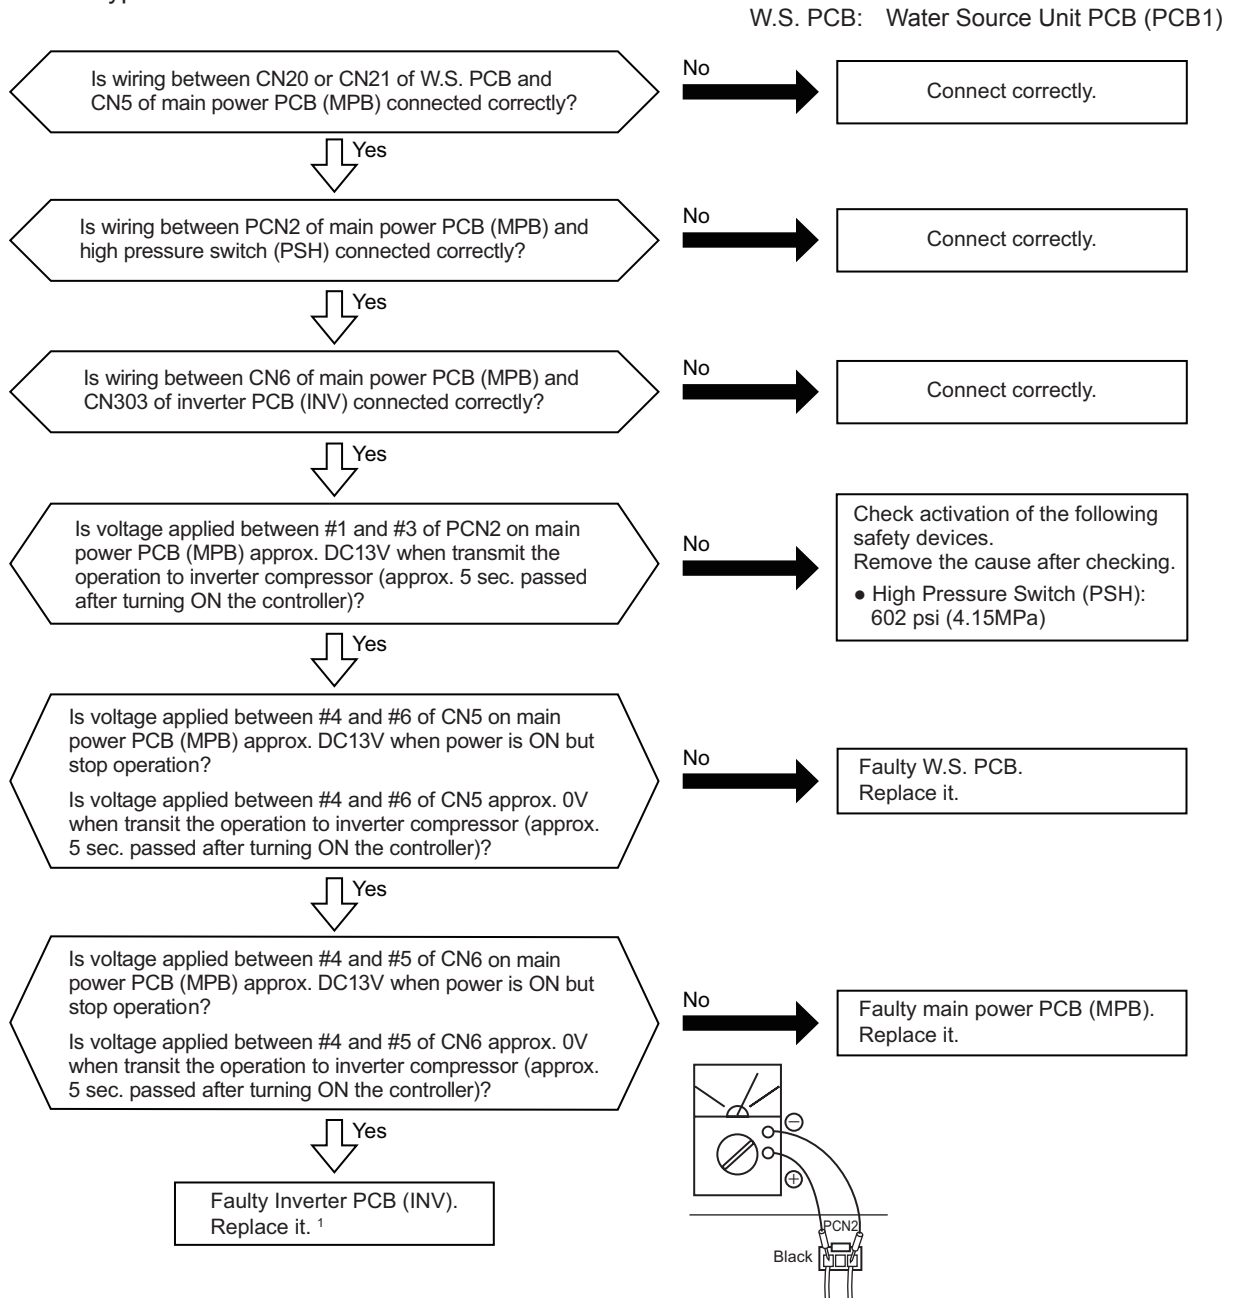 W.S. PCB: Water Source Unit PCB (PCB1)
Is wiring between CN20 or CN21 of W.S. PCB and
CN5 of main power PCB (MPB) connected correctly?
No
Connect correctly.
Yes
Is wiring between PCN2 of main power PCB (MPB) and
high pressure switch (PSH) connected correctly?
No
Connect correctly.
Yes
Is wiring between CN6 of main power PCB (MPB) and
CN303 of inverter PCB (INV) connected correctly?
No
Connect correctly.
Yes
Is voltage applied between #1 and #3 of PCN2 on main
power PCB (MPB) approx. DC13V when transmit the
operation to inverter compressor (approx. 5 sec. passed
after turning ON the controller)?
No
Check activation of the following
safety devices.
Remove the cause after checking.
● High Pressure Switch (PSH):
602 psi (4.15MPa)
Yes
Is voltage applied between #4 and #6 of CN5 on main
power PCB (MPB) approx. DC13V when power is ON but
stop operation?
Is voltage applied between #4 and #6 of CN5 approx. 0V
when transit the operation to inverter compressor (approx.
5 sec. passed after turning ON the controller)?
No
Faulty W.S. PCB.
Replace it.
Yes
Is voltage applied between #4 and #5 of CN6 on main
power PCB (MPB) approx. DC13V when power is ON but
stop operation?
Is voltage applied between #4 and #5 of CN6 approx. 0V
when transit the operation to inverter compressor (approx.
5 sec. passed after turning ON the controller)?
No
Faulty main power PCB (MPB).
Replace it.
Yes
Faulty Inverter PCB (INV).
Replace it. 1
⊖
⊕
PCN2
Black